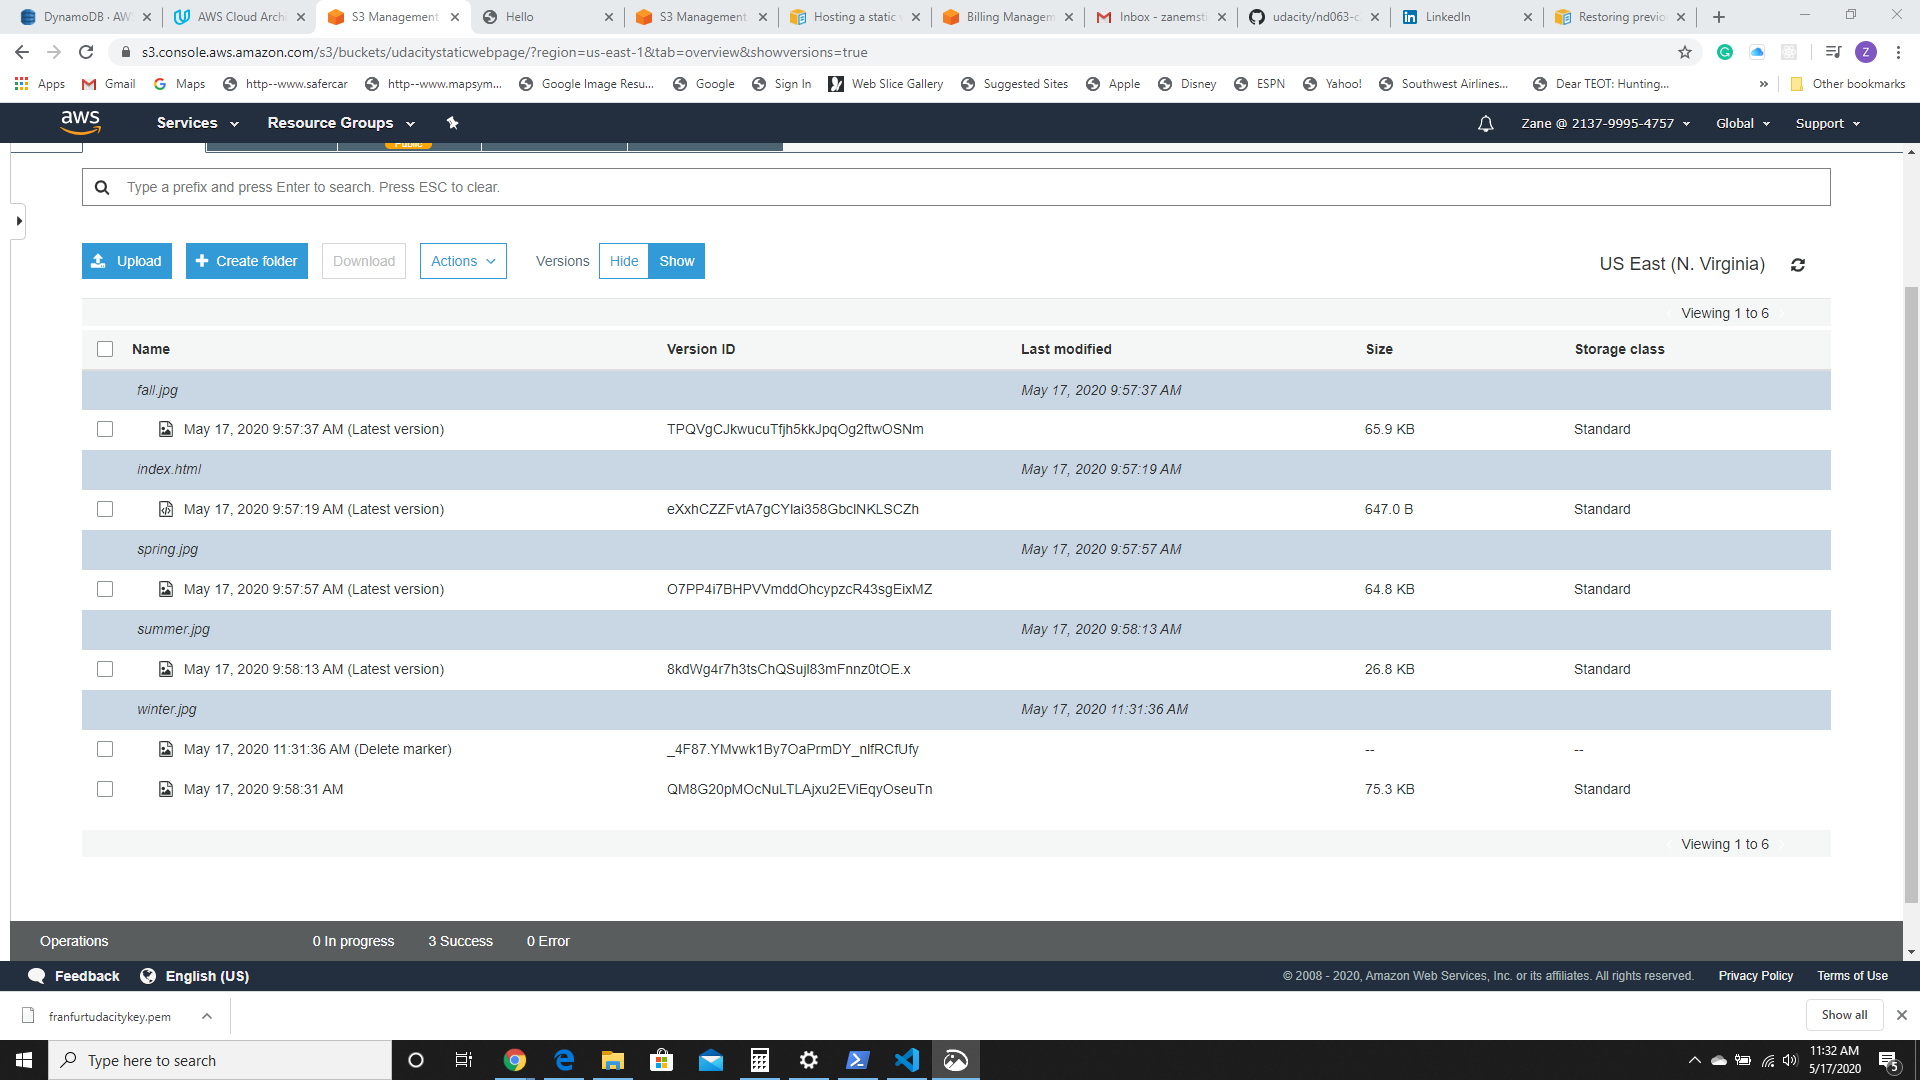 DynamoDB · AWS
AWS Cloud Archi
S3 Management
Hello
S3 Management
Hosting a static
Billing Managem
Inbox - zanemsti
udacity/nd063-c
LinkedIn
Restoring previo
s3.console.aws.amazon.com/s3/buckets/udacitystaticwebpage/?region=us-east-1&tab=overview&showversions=true
Z
Apps
Gmail
Maps
http--www.safercar
http--www.mapsym...
Google Image Resu...
Google
Sign In
Web Slice Gallery
Suggested Sites
Apple
Disney
ESPN
Yahoo!
Southwest Airlines...
Dear TEOT: Hunting...
»
Other bookmarks
aws
Services
Resource Groups
Zane @ 2137-9995-4757
Global
Support
Public
Type a prefix and press Enter to search. Press ESC to clear.
Upload
Create folder
Download
Actions
Versions
Hide
Show
US East (N. Virginia)
Viewing 1 to 6
Name Version ID Last modified Size Storage class
fall.jpg May 17, 2020 9:57:37 AM
May 17, 2020 9:57:37 AM (Latest version) TPQVgCJkwucuTfjh5kkJpqOg2ftwOSNm 65.9 KB Standard
index.html May 17, 2020 9:57:19 AM
May 17, 2020 9:57:19 AM (Latest version) 647.0 B Standard
spring.jpg May 17, 2020 9:57:57 AM
May 17, 2020 9:57:57 AM (Latest version) O7PP4i7BHPVVmddOhcypzcR43sgEixMZ 64.8 KB Standard
summer.jpg May 17, 2020 9:58:13 AM
May 17, 2020 9:58:13 AM (Latest version) 26.8 KB Standard
winter.jpg May 17, 2020 11:31:36 AM
May 17, 2020 11:31:36 AM (Delete marker) -- --
May 17, 2020 9:58:31 AM QM8G20pMOcNuLTLAjxu2EViEqyOseuTn 75.3 KB Standard
Viewing 1 to 6
Operations
0 In progress
3 Success
0 Error
Feedback
English (US)
© 2008 - 2020, Amazon Web Services, Inc. or its affiliates. All rights reserved.
Privacy Policy
Terms of Use
franfurtudacitykey.pem
Show all
Type here to search
11:32 AM
5/17/2020
5